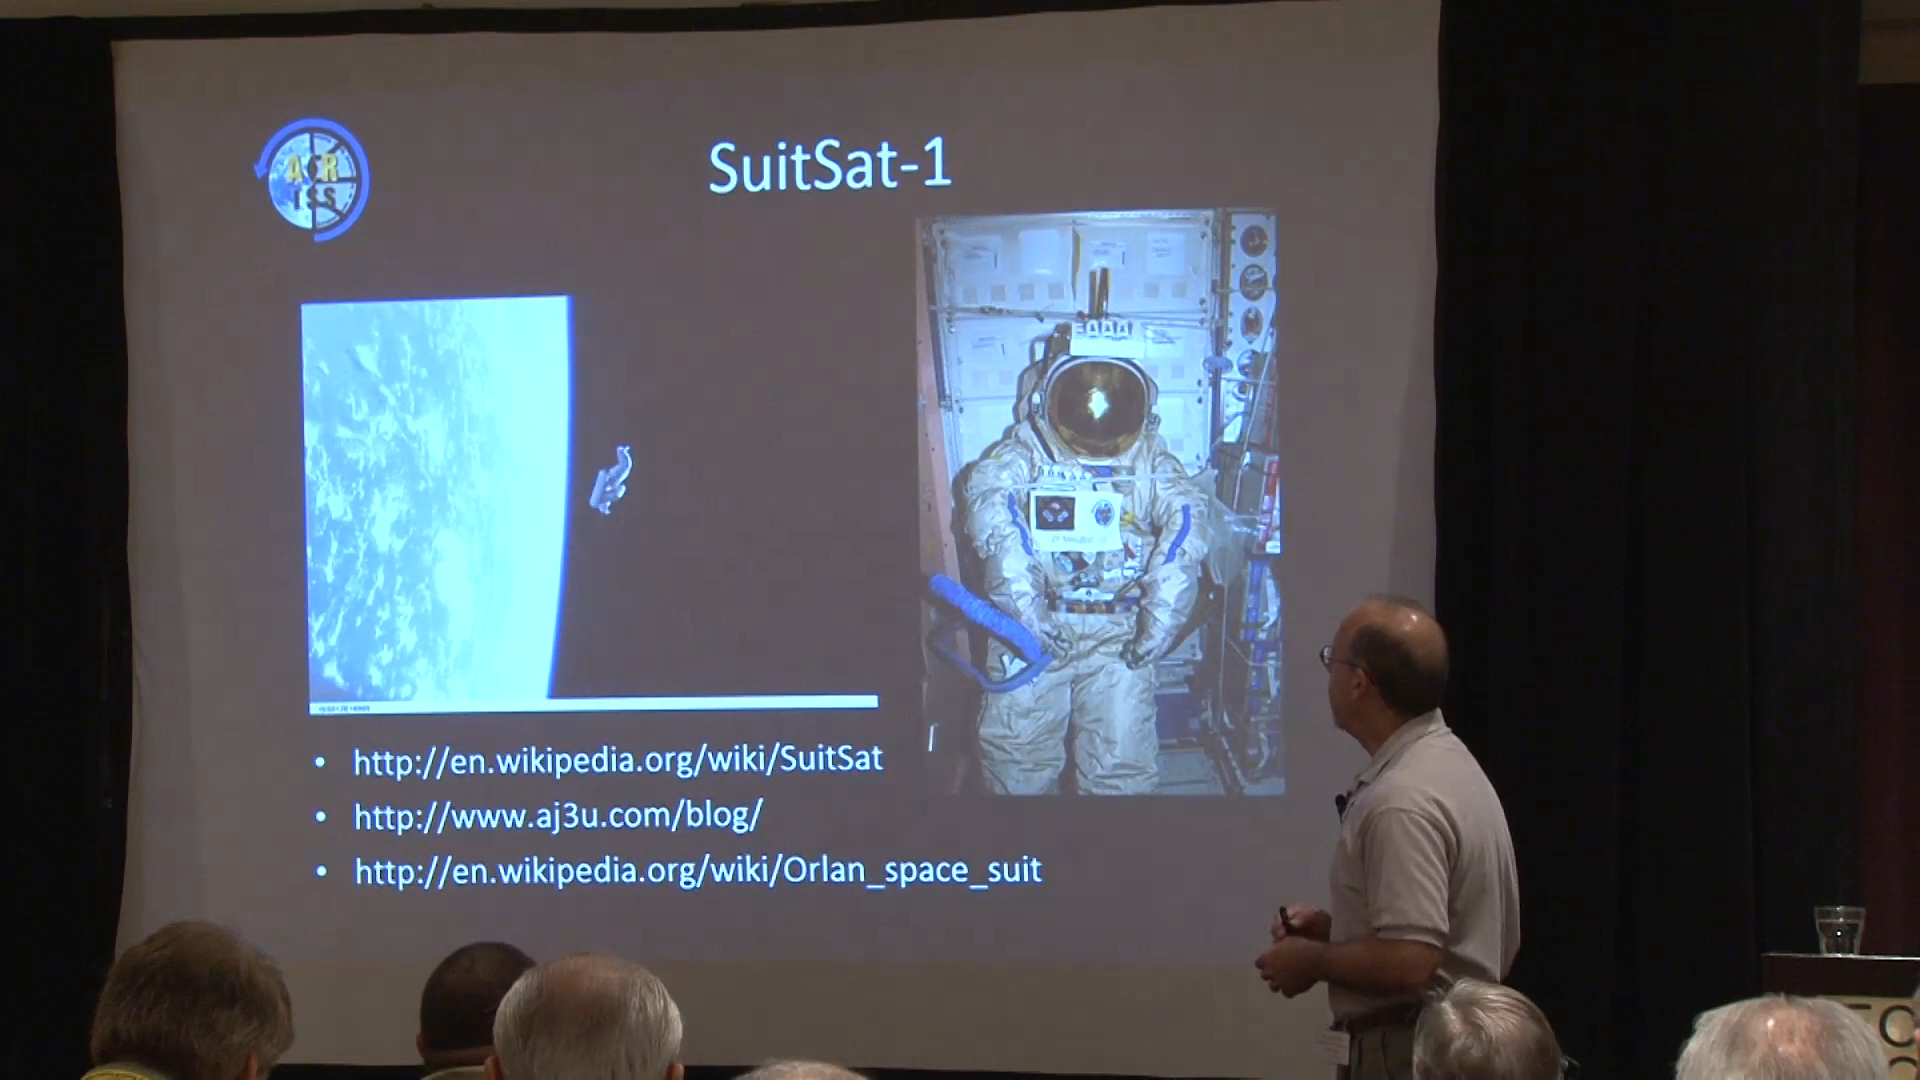 SuitSat-1
• http://en.wikipedia.org/wiki/SuitSat
• http://www.aj3u.com/blog/
• http://en.wikipedia.org/wiki/Orlan_space_suit